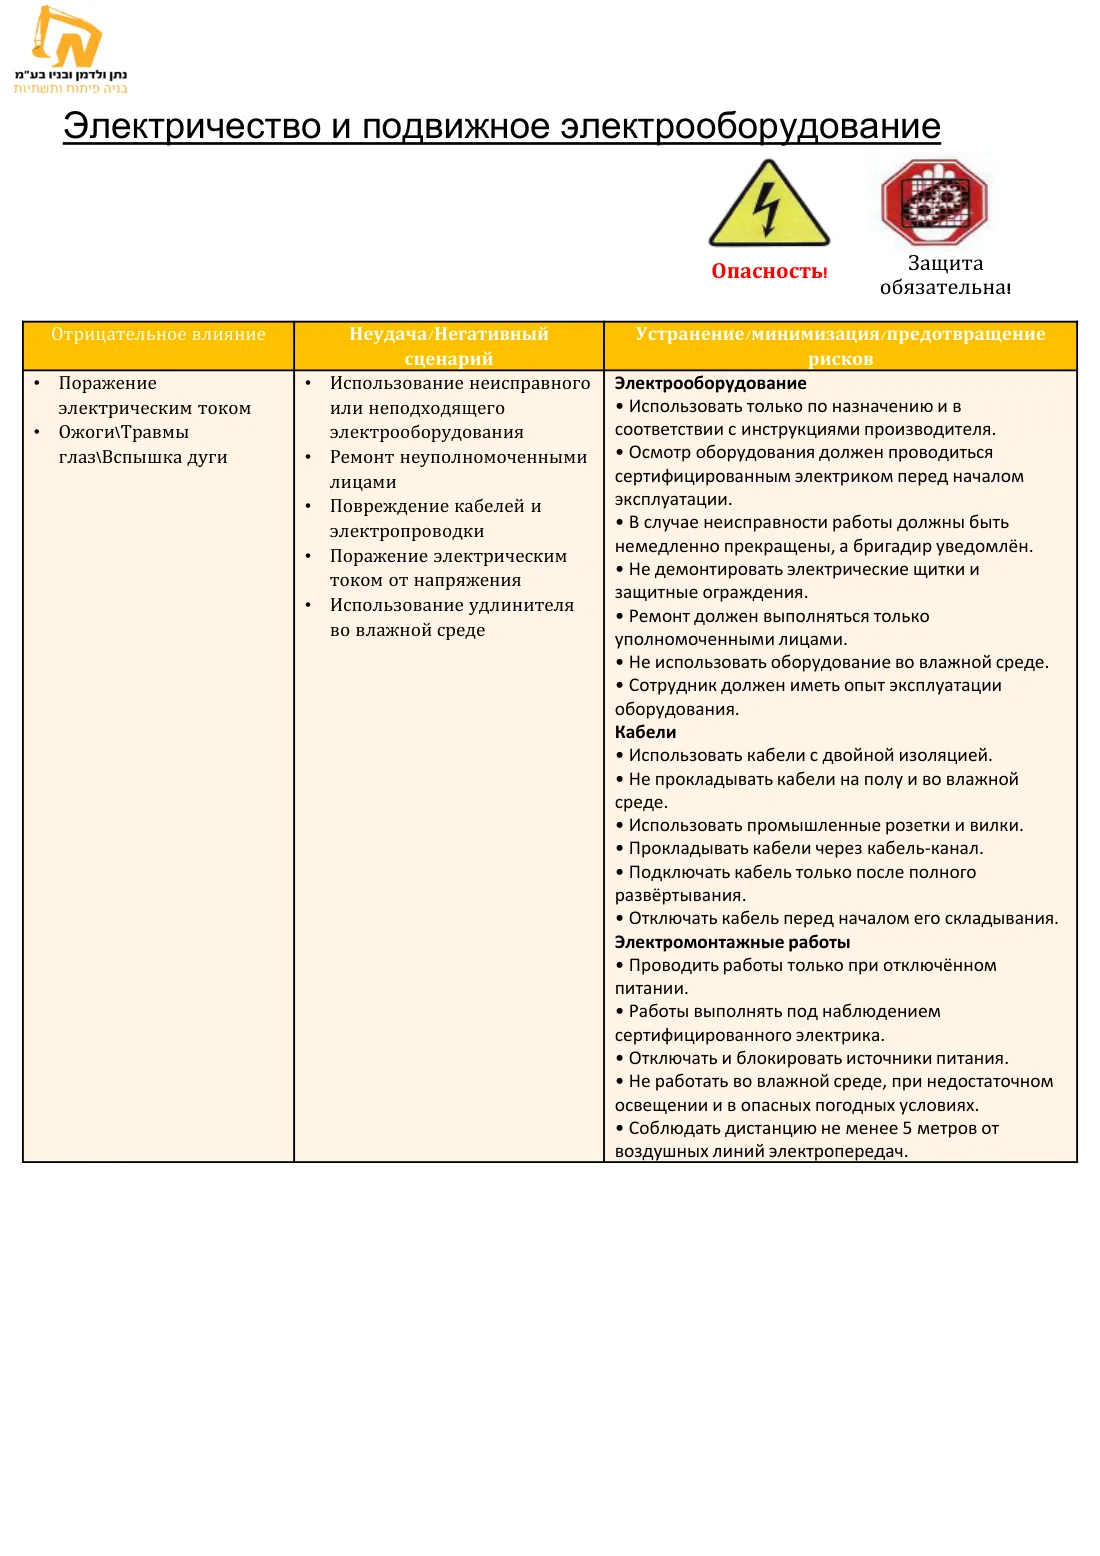 נתן ולדמן ובניו בע"מ
בניה פיתוח ותשתיות
Электричество и подвижное электрооборудование
Опасность!
Защита
обязательна!
Отрицательное влияние
Неудача/Негативный
сценарий
Устранение/минимизация/предотвращение
рисков
• Поражение
электрическим током
• Ожоги\Травмы
глаз\Вспышка дуги
• Использование неисправного
или неподходящего
электрооборудования
• Ремонт неуполномоченными
лицами
• Повреждение кабелей и
электропроводки
• Поражение электрическим
током от напряжения
• Использование удлинителя
во влажной среде
Электрооборудование
• Использовать только по назначению и в
соответствии с инструкциями производителя.
• Осмотр оборудования должен проводиться
сертифицированным электриком перед началом
эксплуатации.
• В случае неисправности работы должны быть
немедленно прекращены, а бригадир уведомлён.
• Не демонтировать электрические щитки и
защитные ограждения.
• Ремонт должен выполняться только
уполномоченными лицами.
• Не использовать оборудование во влажной среде.
• Сотрудник должен иметь опыт эксплуатации
оборудования.
Кабели
• Использовать кабели с двойной изоляцией.
• Не прокладывать кабели на полу и во влажной
среде.
• Использовать промышленные розетки и вилки.
• Прокладывать кабели через кабель-канал.
• Подключать кабель только после полного
развёртывания.
• Отключать кабель перед началом его складывания.
Электромонтажные работы
• Проводить работы только при отключённом
питании.
• Работы выполнять под наблюдением
сертифицированного электрика.
• Отключать и блокировать источники питания.
• Не работать во влажной среде, при недостаточном
освещении и в опасных погодных условиях.
• Соблюдать дистанцию не менее 5 метров от
воздушных линий электропередач.